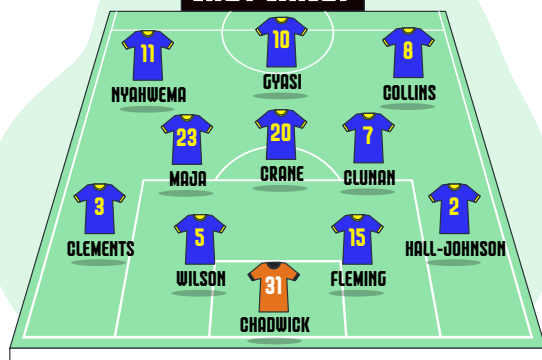 11
10
8
NYAHWEMA
GYASI
COLLINS
23
20
7
MAJA
CRANE
CLUNAN
3
2
5
15
CLEMENTS
HALL-JOHNSON
WILSON
FLEMING
31
CHADWICK